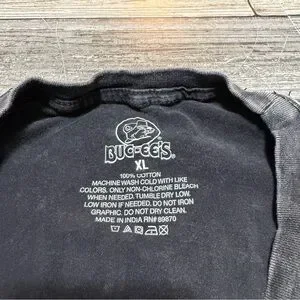 BUC-EE'S
XL
100% COTTON
MACHINE WASH COLD WITH LIKE
COLORS. ONLY NON-CHLORINE BLEACH
WHEN NEEDED. TUMBLE DRY LOW.
LOW IRON IF NEEDED. DO NOT IRON
GRAPHIC. DO NOT DRY CLEAN.
MADE IN INDIA RN# 89870